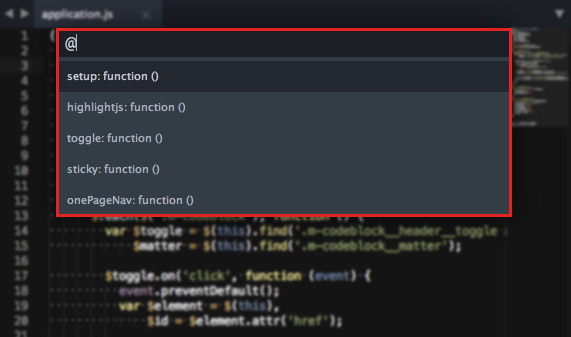 application.js
@
setup: function ()
highlightjs: function ()
toggle: function ()
sticky: function ()
onePageNav: function ()
1
2
3
4
5
6
7
8
9
10
11
12
13
14 var $toggle = $(this).find('.m-codeblock__header__toggle
15 $matter = $(this).find('.m-codeblock__matter');
16
17 $toggle.on('click', function (event) {
18 event.preventDefault();
19 var $element = $(this),
20 $id = $element.attr('href');
21